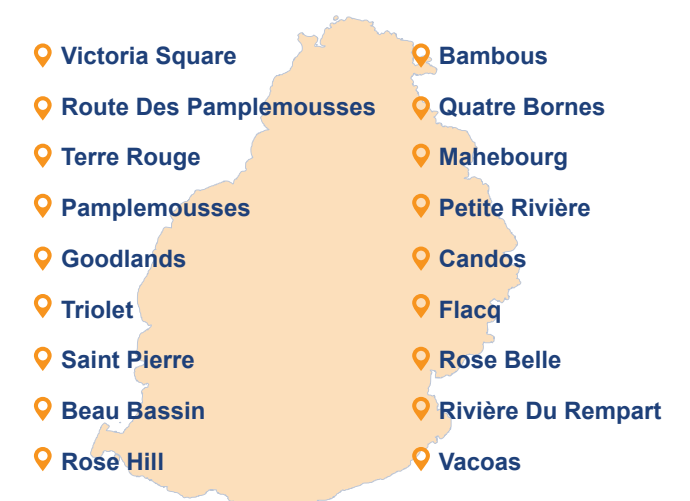 Victoria Square
Route Des Pamplemousses
Terre Rouge
Pamplemousses
Goodlands
Triolet
Saint Pierre
Beau Bassin
Rose Hill
Bambous
Quatre Bornes
Mahebourg
Petite Rivière
Candos
Flacq
Rose Belle
Rivière Du Rempart
Vacoas